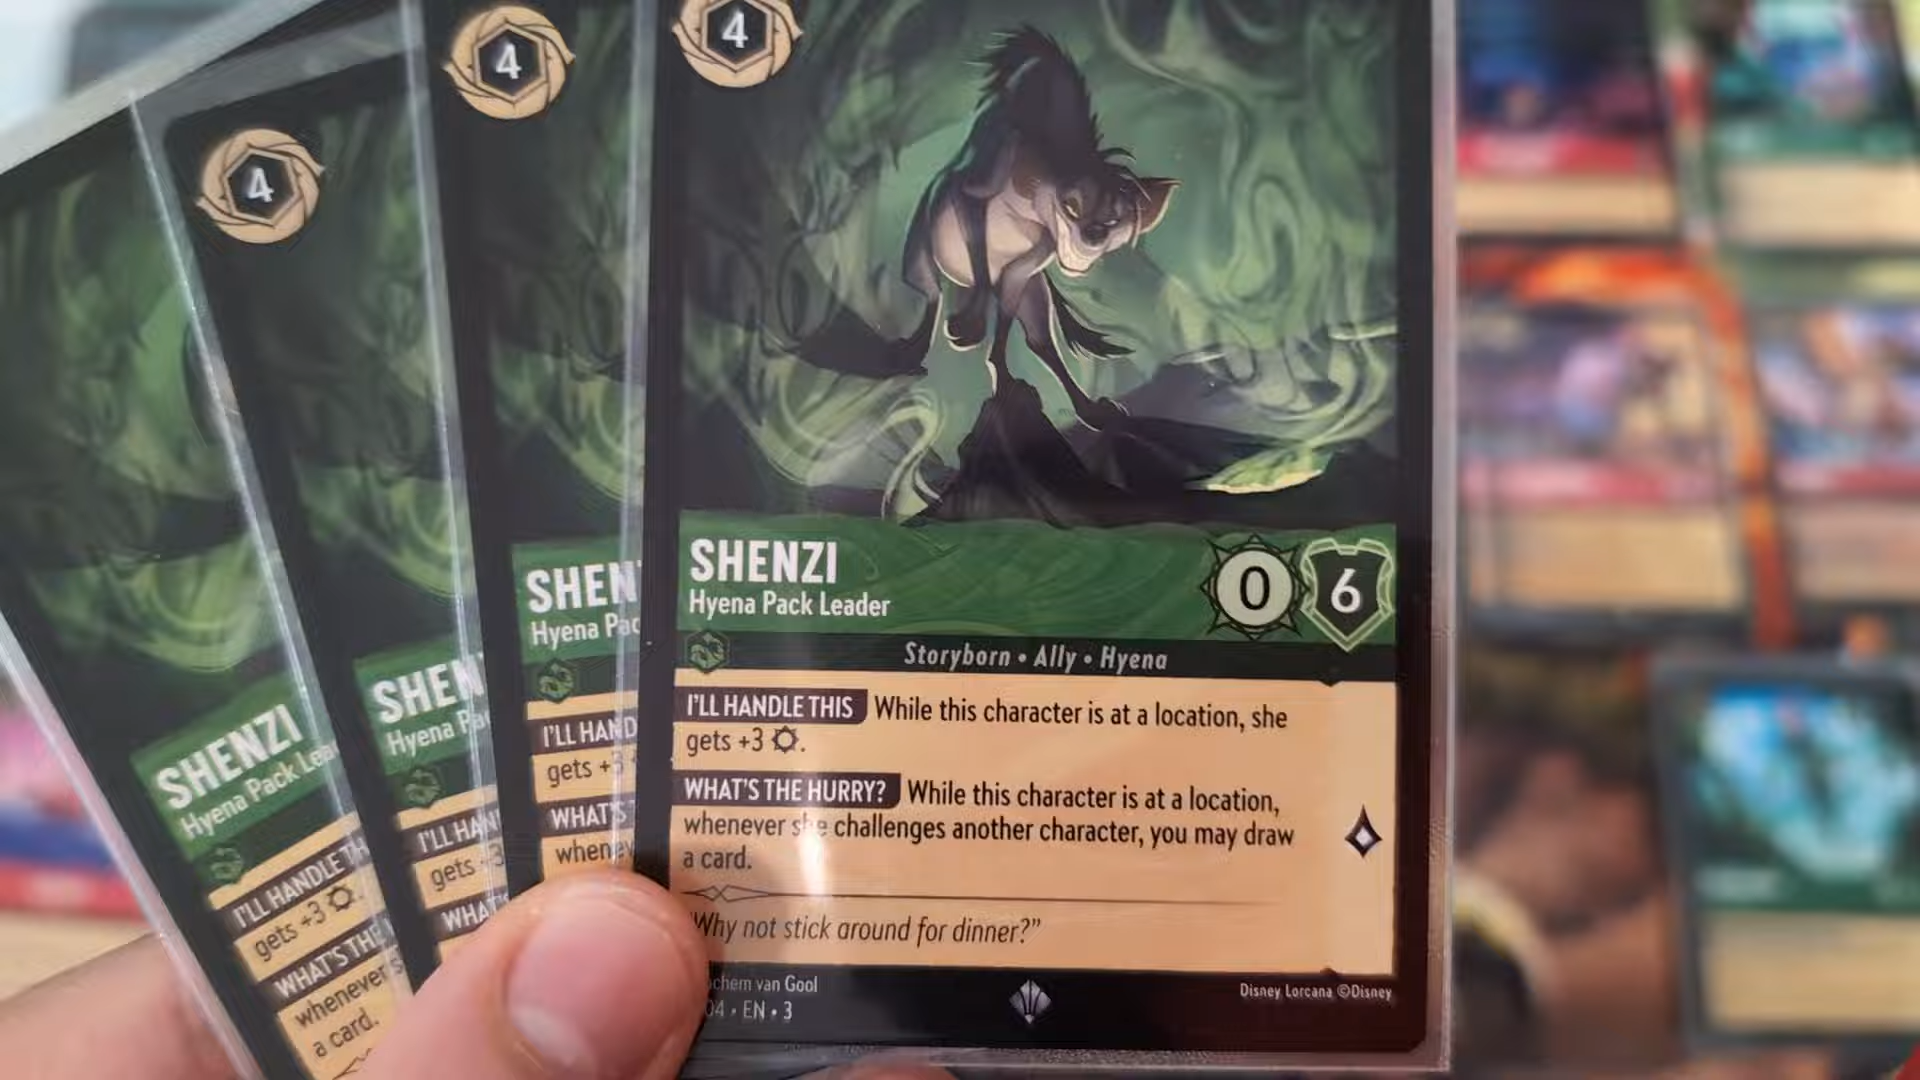 4
4
4
SHENZI
Hyena Pack Leader
0
6
Storyborn • Ally • Hyena
I'LL HANDLE THIS While this character is at a location, she
gets +3
WHAT'S THE HURRY? While this character is at a location,
whenever she challenges another character, you may draw
a card.
"Why not stick around for dinner?"
van Gool
Disney Lorcana ©Disney
04 • EN • 3
SHEN
Hyena Pac
I'LL HAND
gets +3
WHAT'S
whenev
SHEN
Hyena Pa
I'LL HAN
gets +3
WHAT'S
SHENZI
Hyena Pack Lea
I'LL HANDLE TH
gets +3
WHAT'S THE
whenever s
a card.